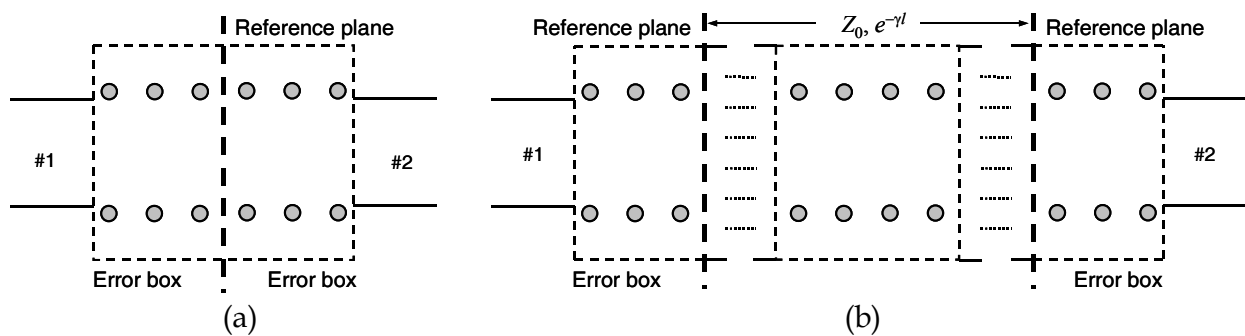 Reference plane
#1
#2
Error box
Error box
(a)
Reference plane
Z₀, e^{-γl}
Reference plane
#1
#2
Error box
Error box
(b)